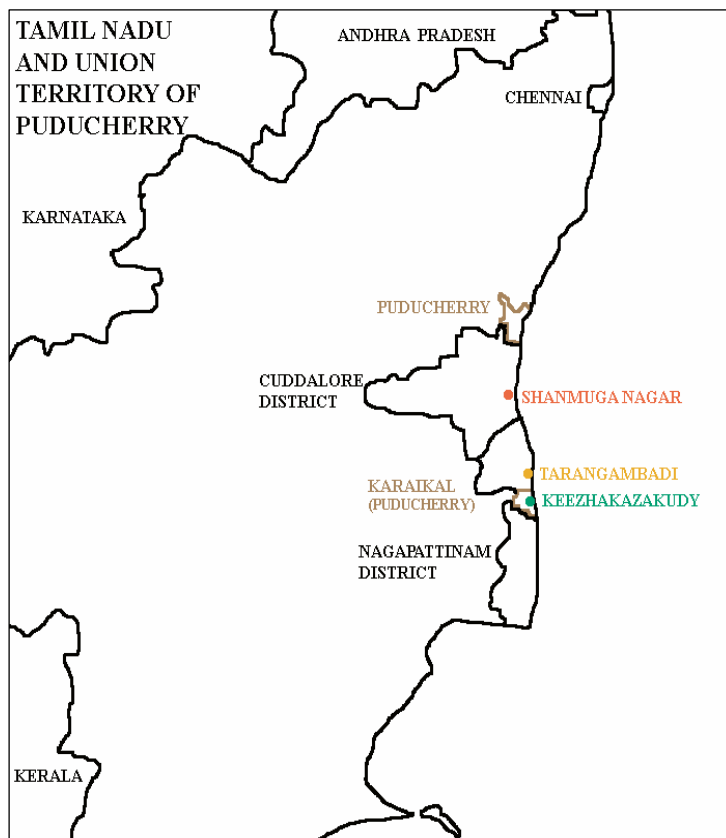 TAMIL NADU
AND UNION
TERRITORY OF
PUDUCHERRY
ANDHRA PRADESH
CHENNAI
KARNATAKA
PUDUCHERRY
CUDDALORE
DISTRICT
SHANMUGA NAGAR
TARANGAMBADI
KARAIKAL
(PUDUCHERRY)
KEEZHAKAZAKUDY
NAGAPATTINAM
DISTRICT
KERALA